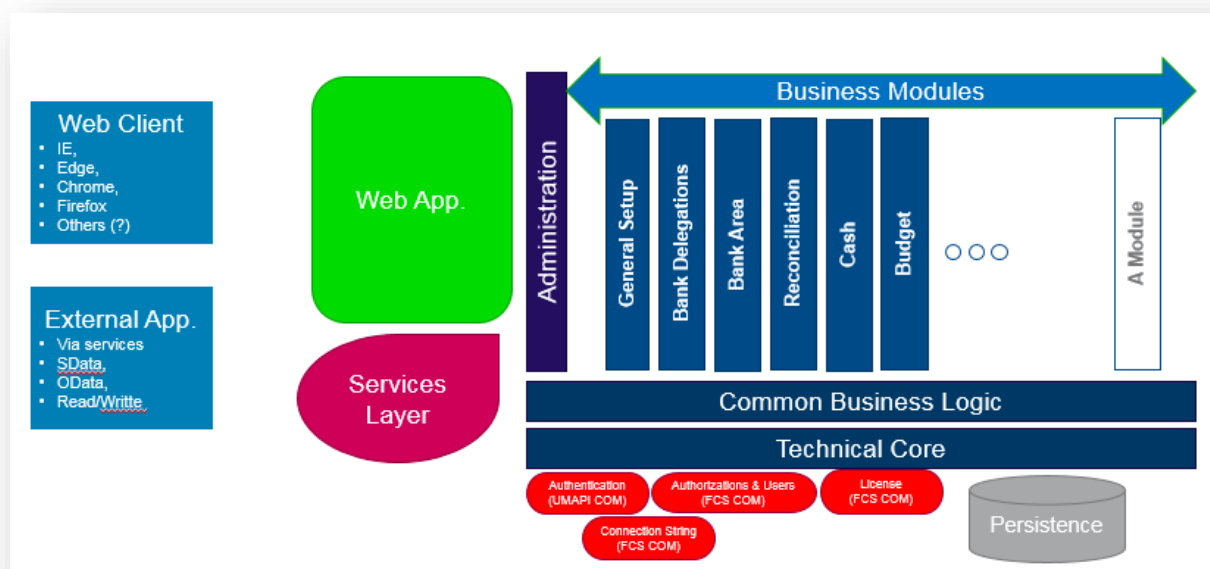 Business Modules
Web Client
• IE,
• Edge,
• Chrome,
• Firefox
• Others (?)
External App.
• Via services
• SData,
• OData,
• Read/Writte
Web App.
Services
Layer
Administration
General Setup
Bank Delegations
Bank Area
Reconciliation
Cash
Budget
A Module
Common Business Logic
Technical Core
Authentication
(UMAPI COM)
Authorizations & Users
(FCS COM)
License
(FCS COM)
Connection String
(FCS COM)
Persistence